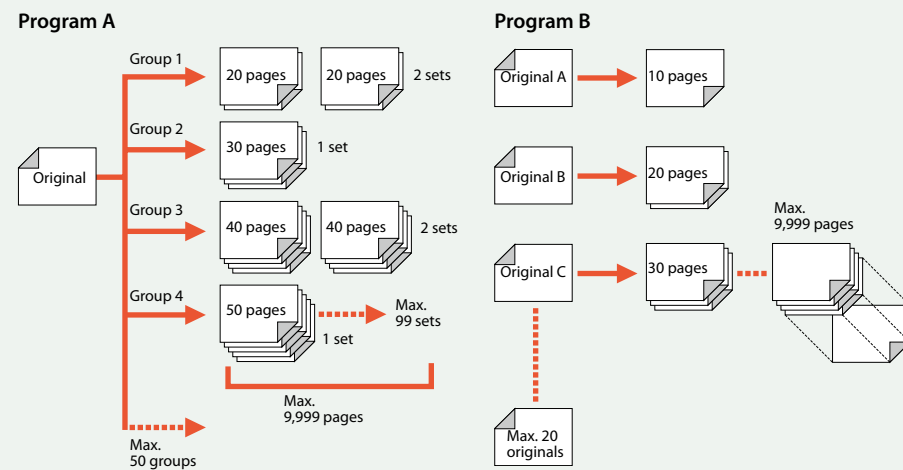 Program A
Group 1
20 pages
20 pages
2 sets
Group 2
30 pages
1 set
Original
Group 3
40 pages
40 pages
2 sets
Group 4
50 pages
1 set
Max.
99 sets
Max.
9,999 pages
Max.
50 groups
Program B
Original A
10 pages
Original B
20 pages
Max.
9,999 pages
Original C
30 pages
Max. 20
originals